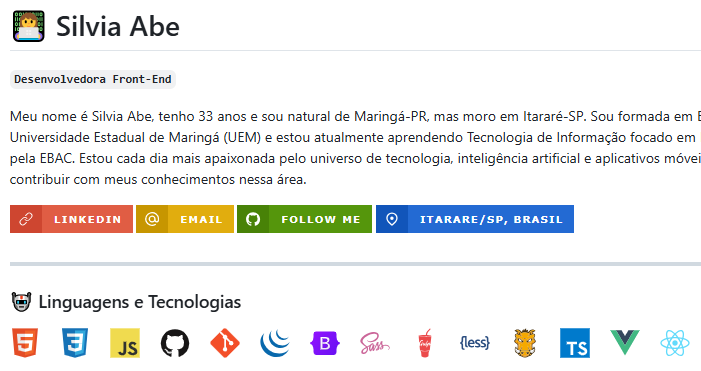 Silvia Abe
Desenvolvedora Front-End
Meu nome é Silvia Abe, tenho 33 anos e sou natural de Maringá-PR, mas moro em Itararé-SP. Sou formada em E
Universidade Estadual de Maringá (UEM) e estou atualmente aprendendo Tecnologia de Informação focado em
pela EBAC. Estou cada dia mais apaixonada pelo universo de tecnologia, inteligência artificial e aplicativos móvei
contribuir com meus conhecimentos nessa área.
LINKEDIN EMAIL FOLLOW ME ITARARE/SP, BRASIL
Linguagens e Tecnologias
5 3 JS B Sass Gulp {less} TS